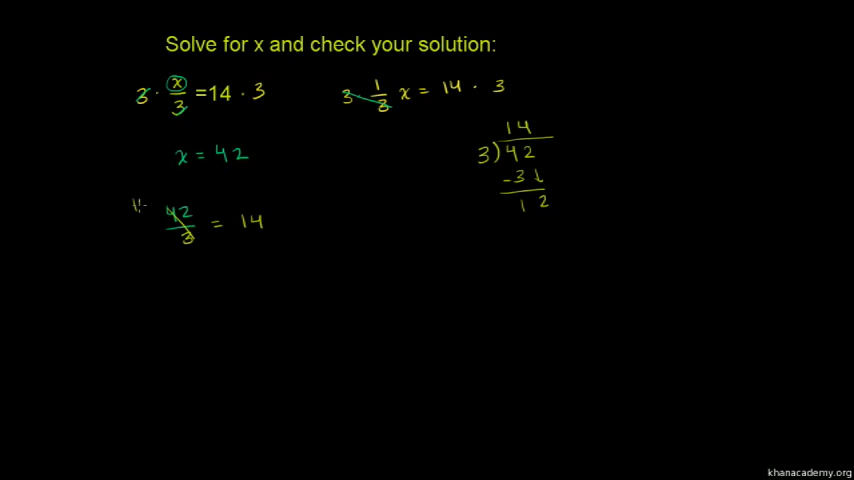 Solve for x and check your solution:
3 · x/3 = 14 · 3
3 · 1/3 x = 14 · 3
x = 42
14
3)42
-3↓
12
42/3 = 14
khanacademy.org